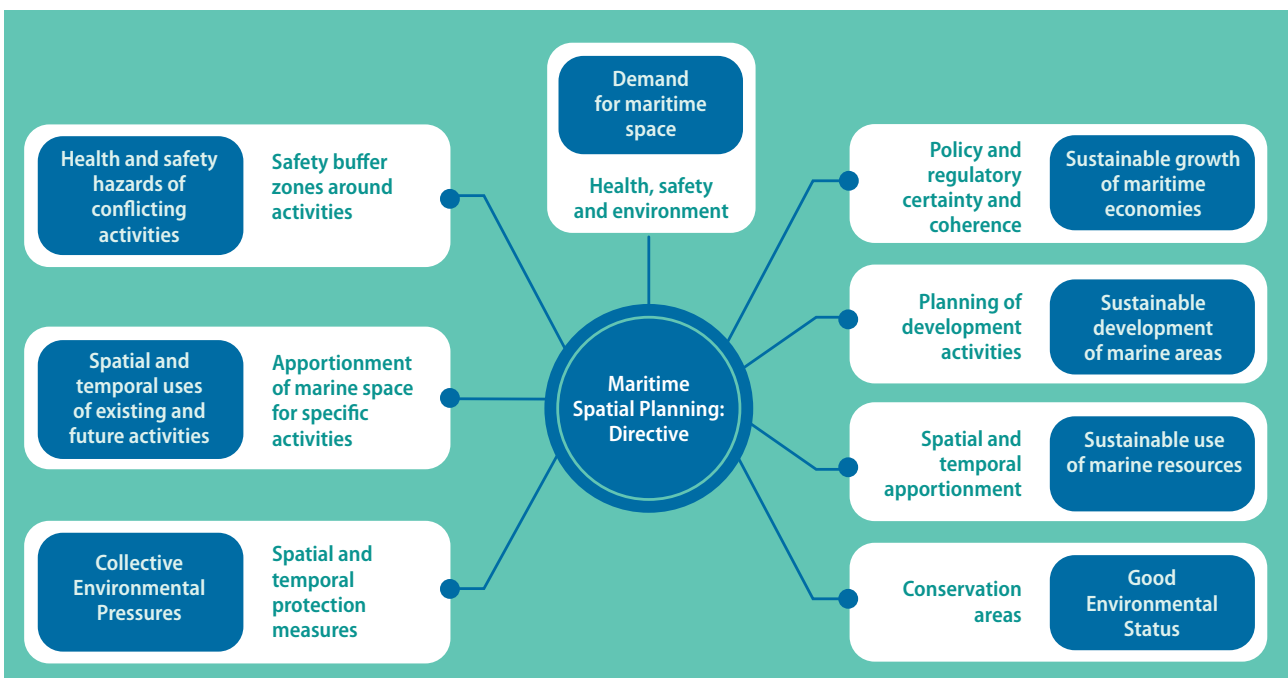 Demand
for maritime
space
Health, safety
and environment
Health and safety
hazards of
conflicting
activities
Safety buffer
zones around
activities
Spatial and
temporal uses
of existing and
future activities
Apportionment
of marine space
for specific
activities
Collective
Environmental
Pressures
Spatial and
temporal
protection
measures
Maritime
Spatial Planning:
Directive
Policy and
regulatory
certainty and
coherence
Sustainable growth
of maritime
economies
Planning of
development
activities
Sustainable
development
of marine areas
Spatial and
temporal
apportionment
Sustainable use
of marine resources
Conservation
areas
Good
Environmental
Status